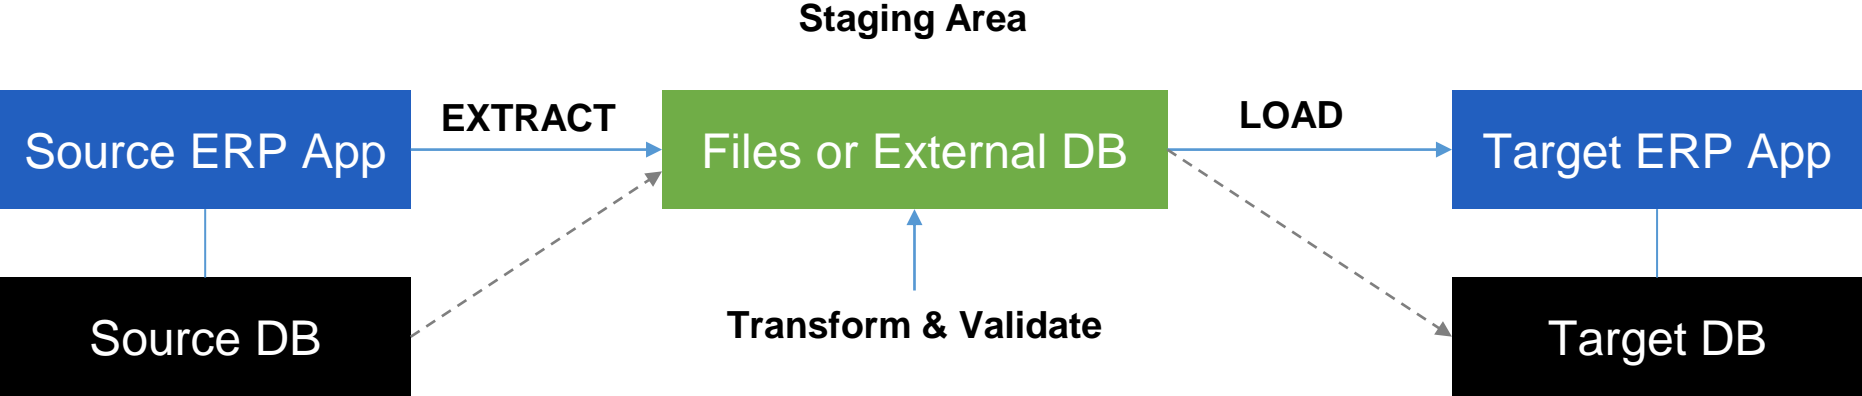 Staging Area
Source ERP App
EXTRACT
Files or External DB
LOAD
Target ERP App
Source DB
Transform & Validate
Target DB